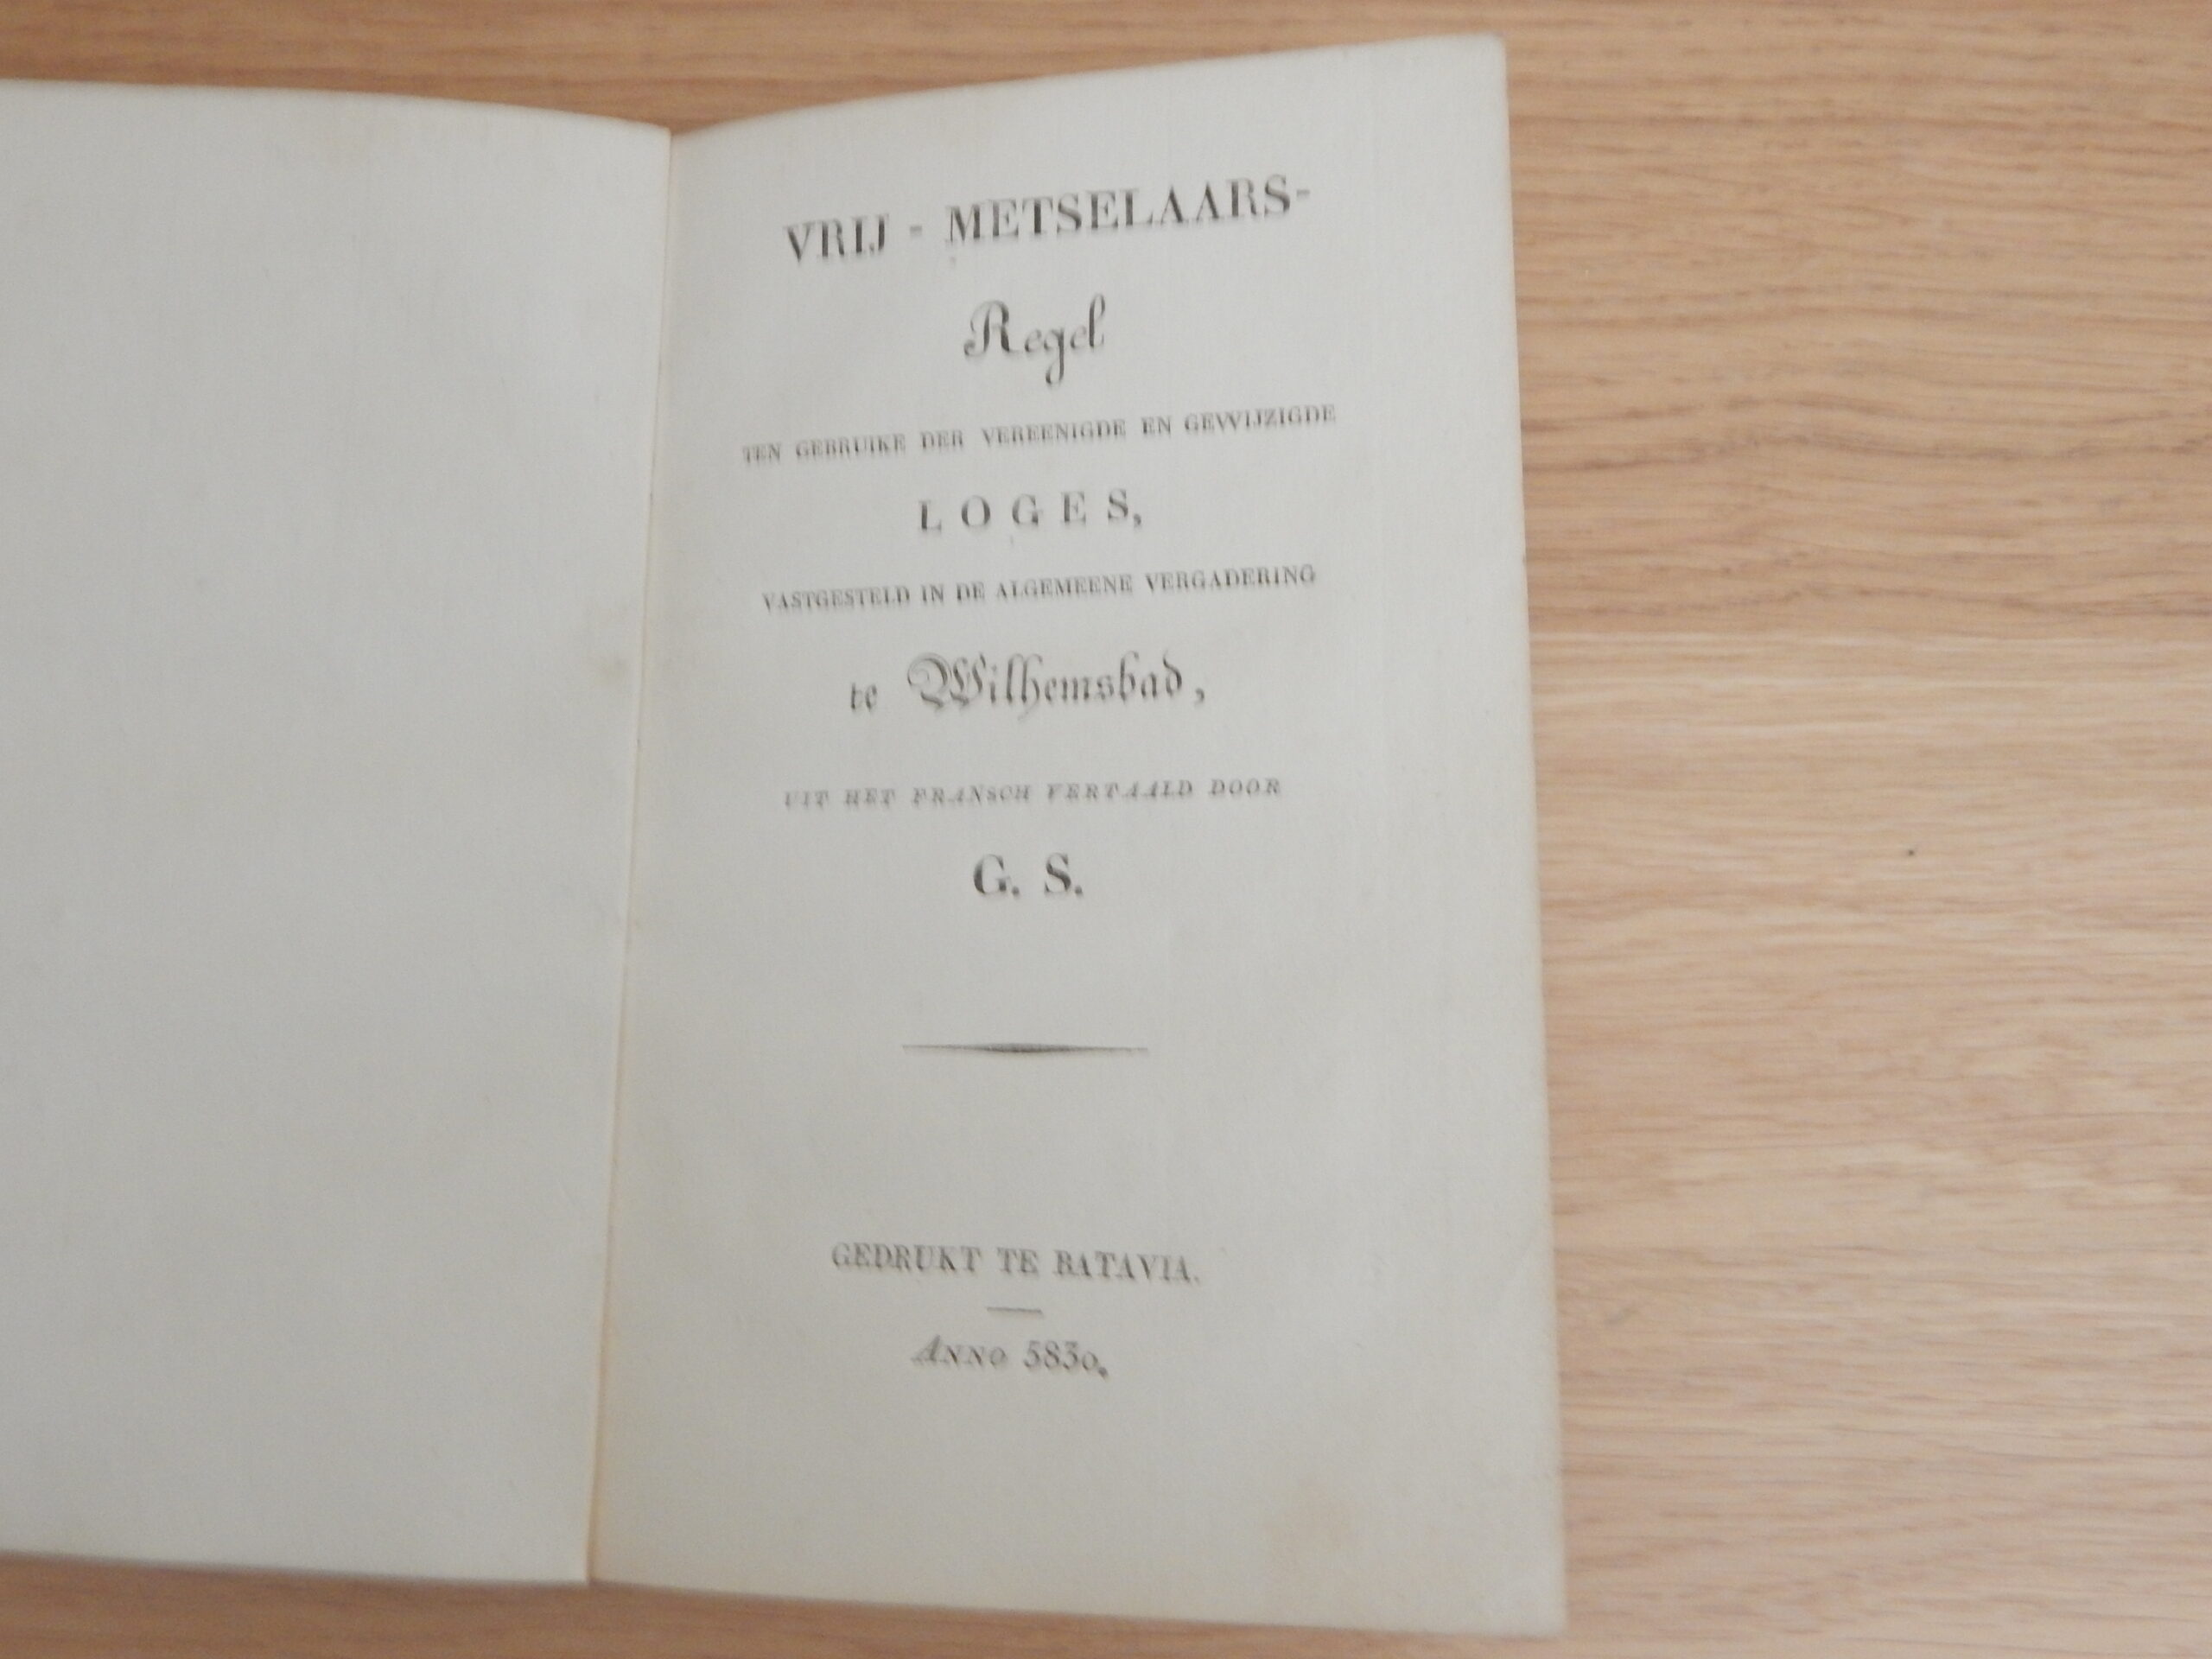 VRIJ - METSELAARS-
Regel
TEN GEBRUIKE DER VEREENIGDE EN GEWIJZIGDE
LOGES,
VASTGESTELD IN DE ALGEMEENE VERGADERING
te Wilhemsbad,
UIT HET FRANSCH VERTAALD DOOR
G. S.
GEDRUKT TE BATAVIA.
ANNO 5830.